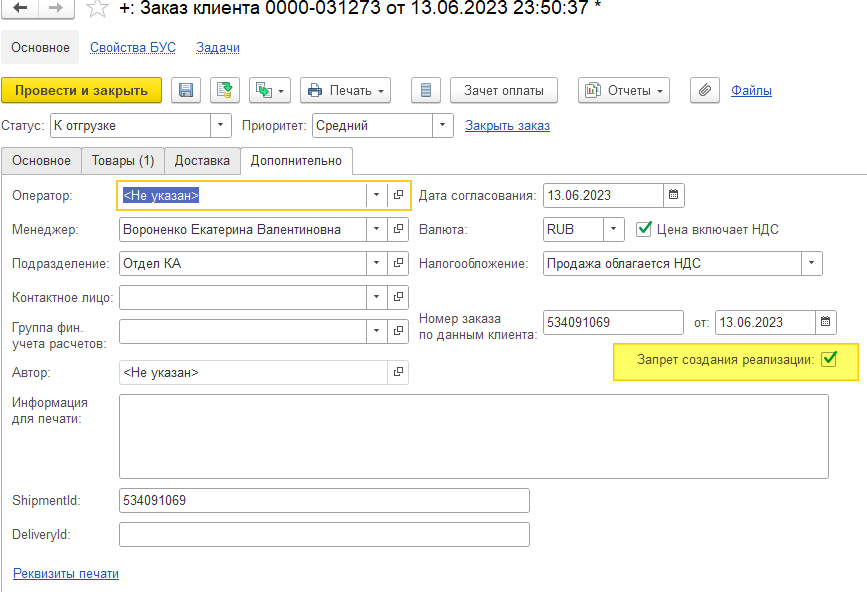 +: Заказ клиента 0000-031273 от 13.06.2023 23:50:37 *
Основное Свойства БУС Задачи
Провести и закрыть Печать Зачет оплаты Отчеты Файлы
Статус: К отгрузке Приоритет: Средний Закрыть заказ
Основное Товары (1) Доставка Дополнительно
Оператор: <Не указан> Дата согласования: 13.06.2023
Менеджер: Вороненко Екатерина Валентиновна Валюта: RUB Цена включает НДС
Подразделение: Отдел КА Налогообложение: Продажа облагается НДС
Контактное лицо:
Группа фин.
учета расчетов:
Номер заказа
по данным клиента: 534091069 от: 13.06.2023
Запрет создания реализации:
Автор: <Не указан>
Информация
для печати:
ShipmentId: 534091069
DeliveryId:
Реквизиты печати